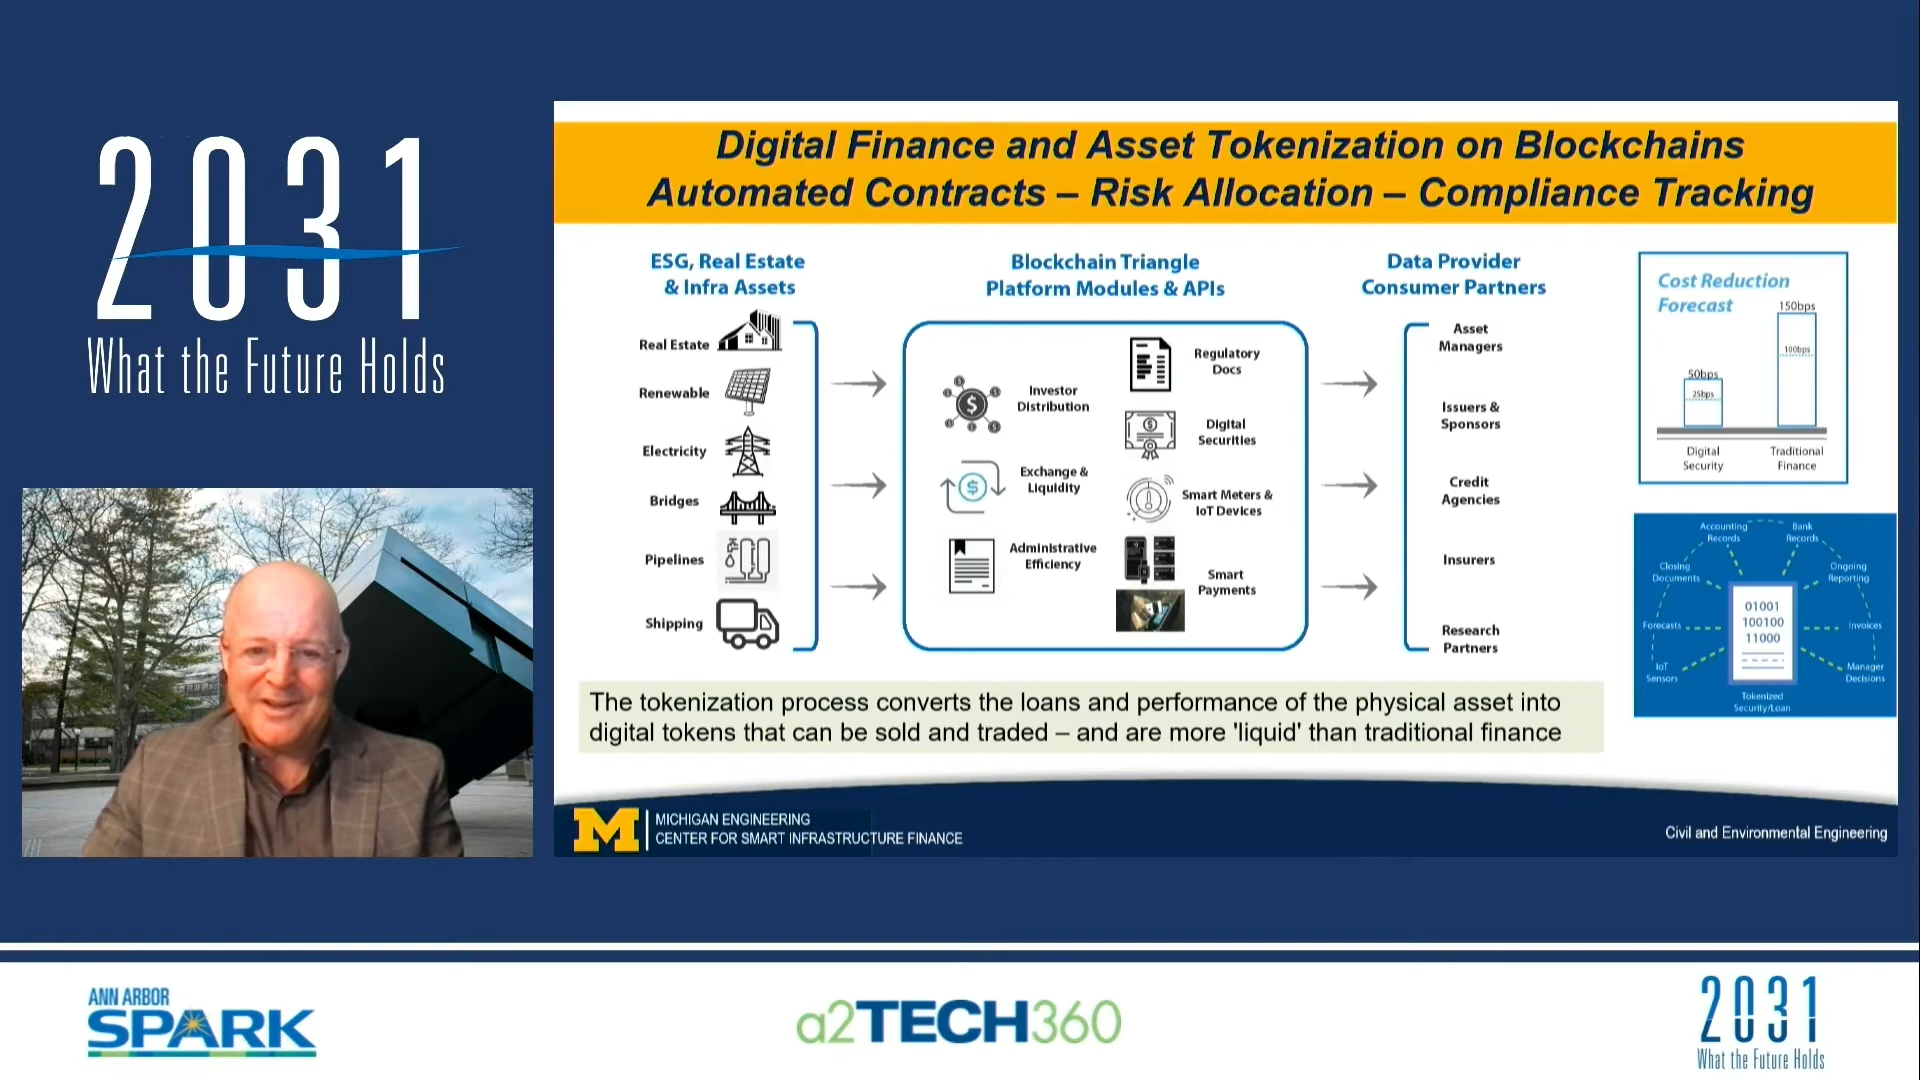 2031
What the Future Holds
Digital Finance and Asset Tokenization on Blockchains
Automated Contracts – Risk Allocation – Compliance Tracking
ESG, Real Estate
& Infra Assets
Real Estate
Renewable
Electricity
Bridges
Pipelines
Shipping
Blockchain Triangle
Platform Modules & APIs
Investor
Distribution
Exchange &
Liquidity
Administrative
Efficiency
Regulatory
Docs
Digital
Securities
Smart Meters &
IoT Devices
Smart
Payments
Data Provider
Consumer Partners
Asset
Managers
Issuers &
Sponsors
Credit
Agencies
Insurers
Research
Partners
Cost Reduction
Forecast
150bps
100bps
50bps
25bps
Digital
Security
Traditional
Finance
Accounting
Records
Bank
Records
Closing
Documents
Ongoing
Reporting
Forecasts
Invoices
IoT
Sensors
Manager
Decisions
01001
100100
11000
Tokenized
Security/Loan
The tokenization process converts the loans and performance of the physical asset into
digital tokens that can be sold and traded – and are more 'liquid' than traditional finance
M
MICHIGAN ENGINEERING
CENTER FOR SMART INFRASTRUCTURE FINANCE
Civil and Environmental Engineering
ANN ARBOR
SPARK
a2TECH360
2031
What the Future Holds